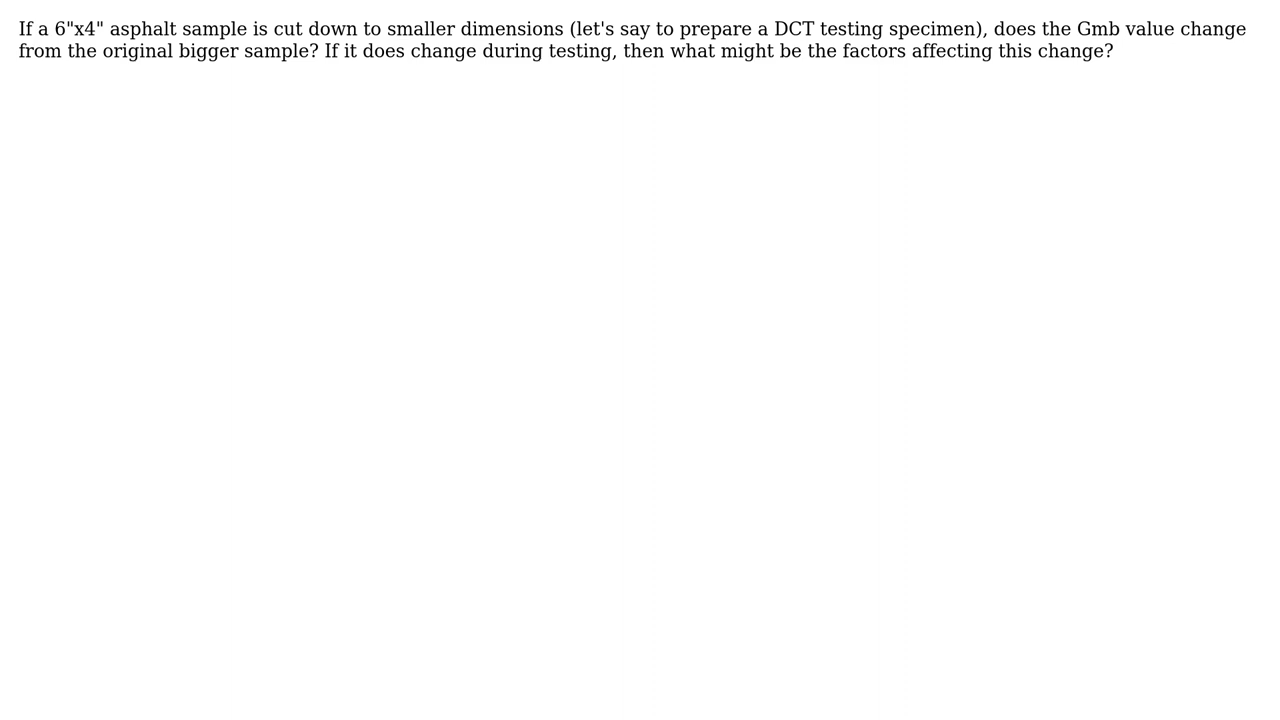 If a 6"x4" asphalt sample is cut down to smaller dimensions (let's say to prepare a DCT testing specimen), does the Gmb value change
from the original bigger sample? If it does change during testing, then what might be the factors affecting this change?